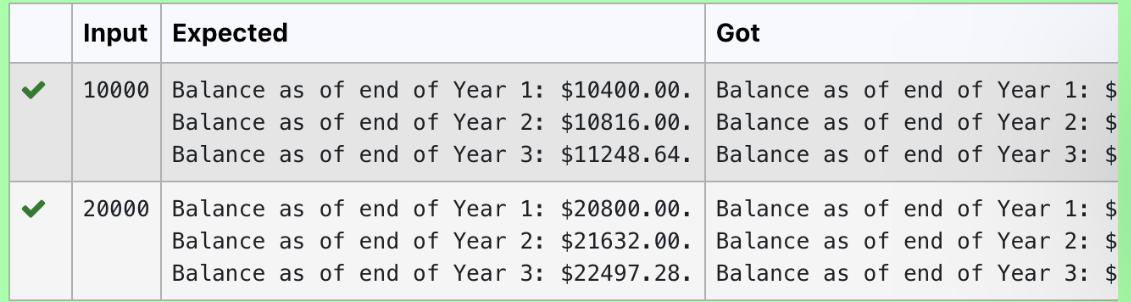 Input Expected Got
10000 Balance as of end of Year 1: $10400.00. Balance as of end of Year 1: $
Balance as of end of Year 2: $10816.00. Balance as of end of Year 2: $
Balance as of end of Year 3: $11248.64. Balance as of end of Year 3: $
20000 Balance as of end of Year 1: $20800.00. Balance as of end of Year 1: $
Balance as of end of Year 2: $21632.00. Balance as of end of Year 2: $
Balance as of end of Year 3: $22497.28. Balance as of end of Year 3: $